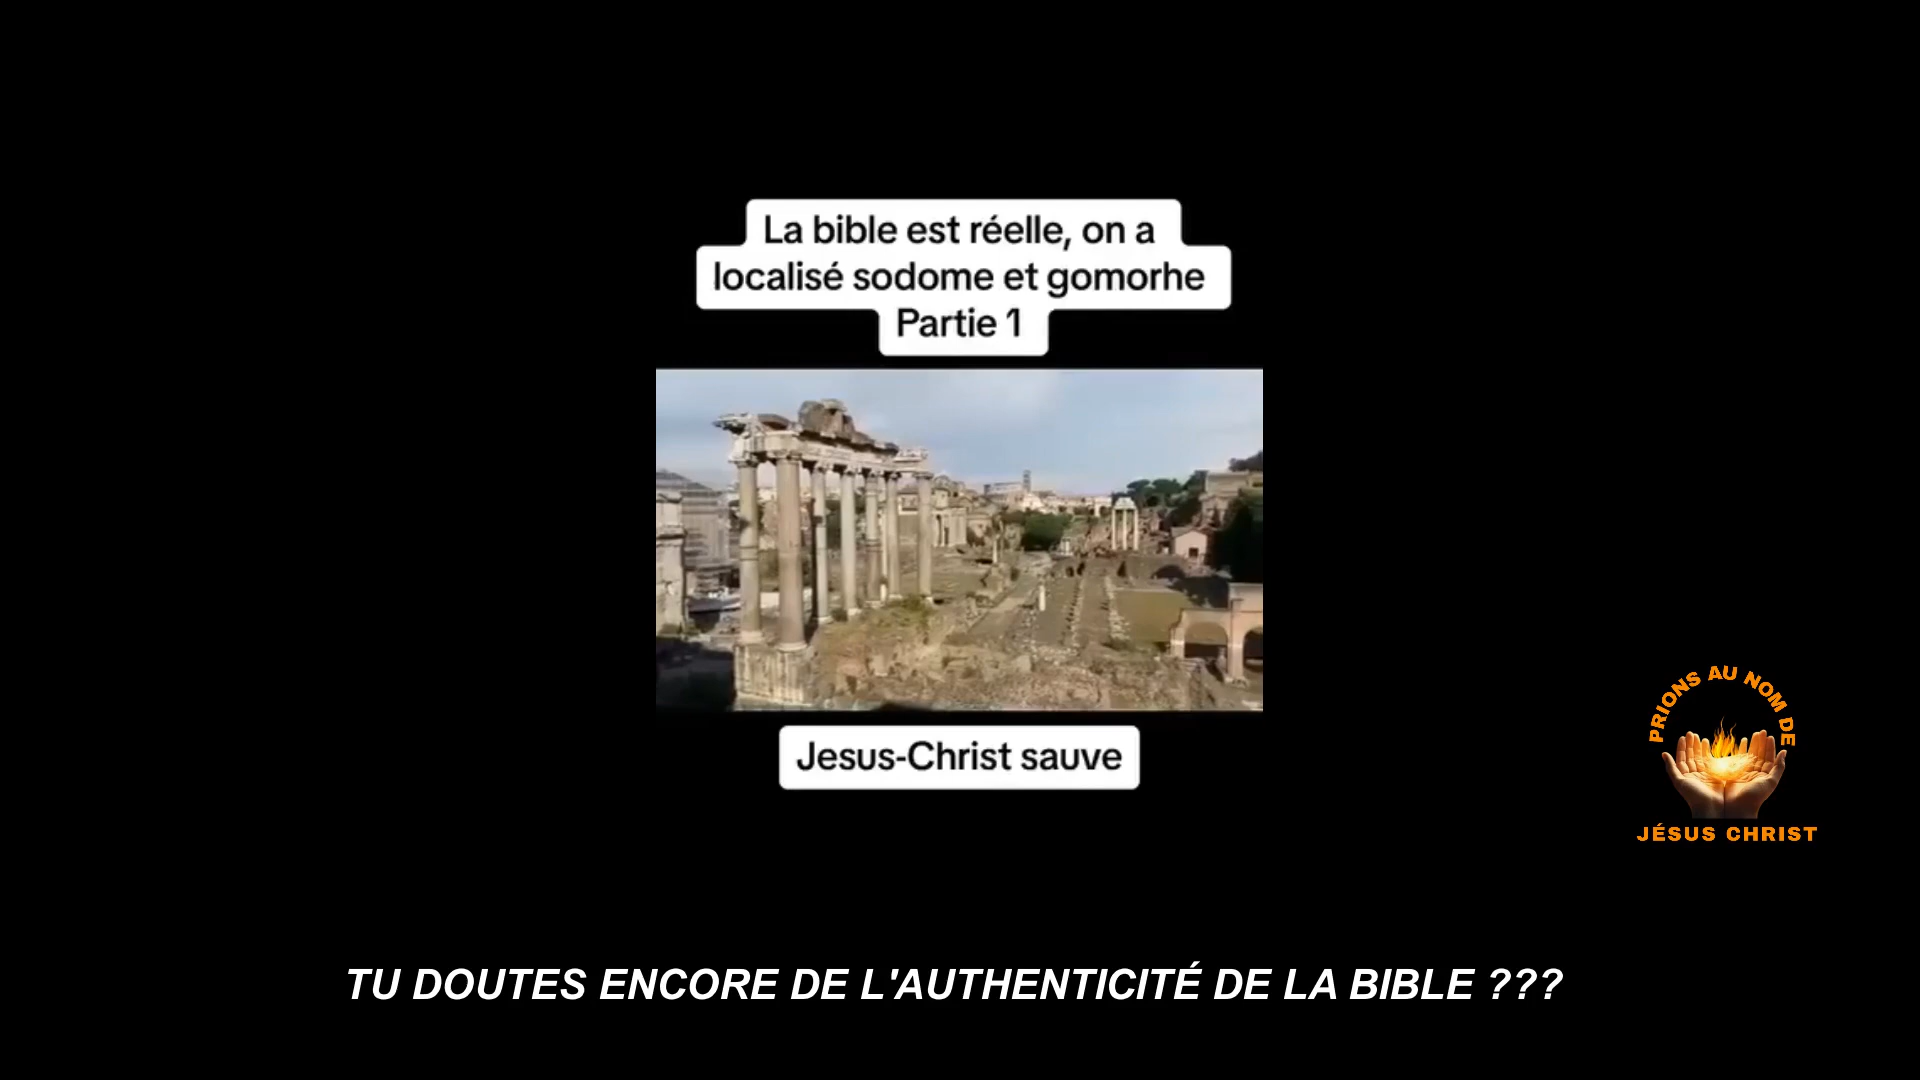 La bible est réelle, on a
localisé sodome et gomorhe
Partie 1
Jesus-Christ sauve
PRIONS AU NOM DE
JÉSUS CHRIST
TU DOUTES ENCORE DE L'AUTHENTICITÉ DE LA BIBLE ???